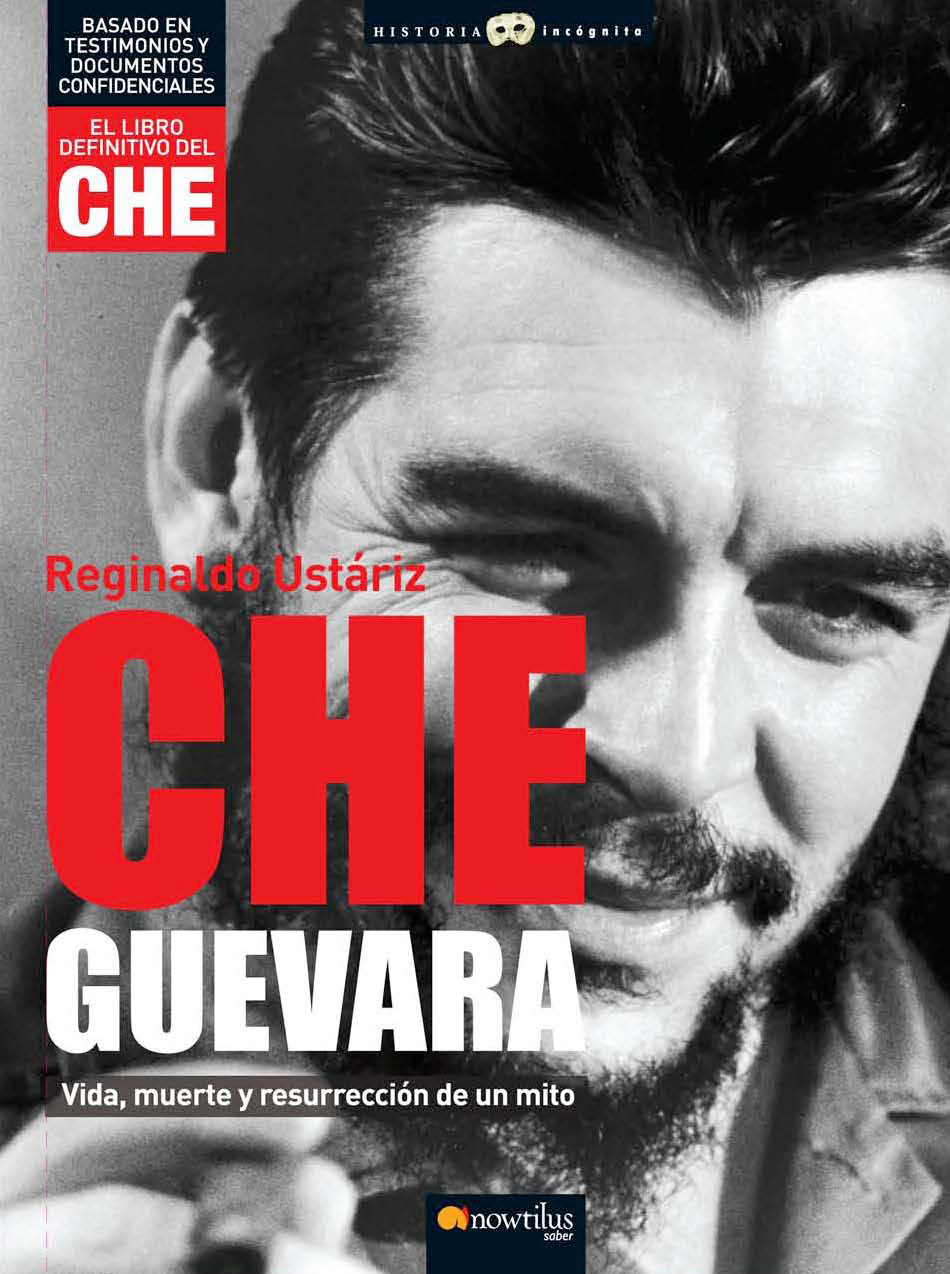 BASADO EN
TESTIMONIOS Y
DOCUMENTOS
CONFIDENCIALES
EL LIBRO
DEFINITIVO DEL
CHE
HISTORIA incógnita
Reginaldo Ustáriz
CHE
GUEVARA
Vida, muerte y resurrección de un mito
nowtilus
saber